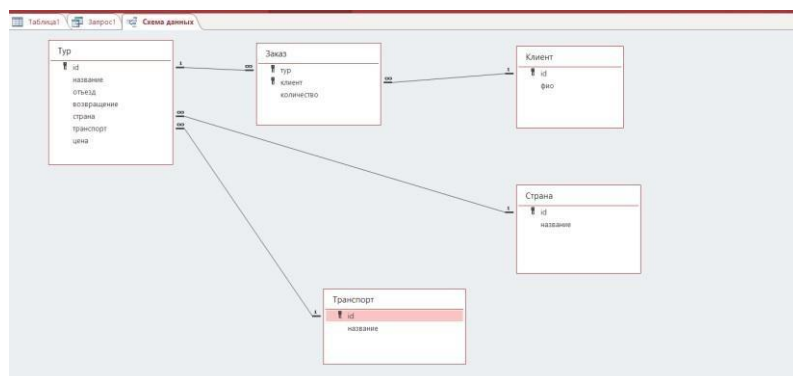 Таблица1 Запрос1 Схема данных
Тур
id
название
отъезд
возвращение
страна
транспорт
цена
1 ∞
∞
∞
Заказ
тур
клиент
количество
∞ 1
Клиент
id
фио
1
Страна
id
название
1
Транспорт
id
название